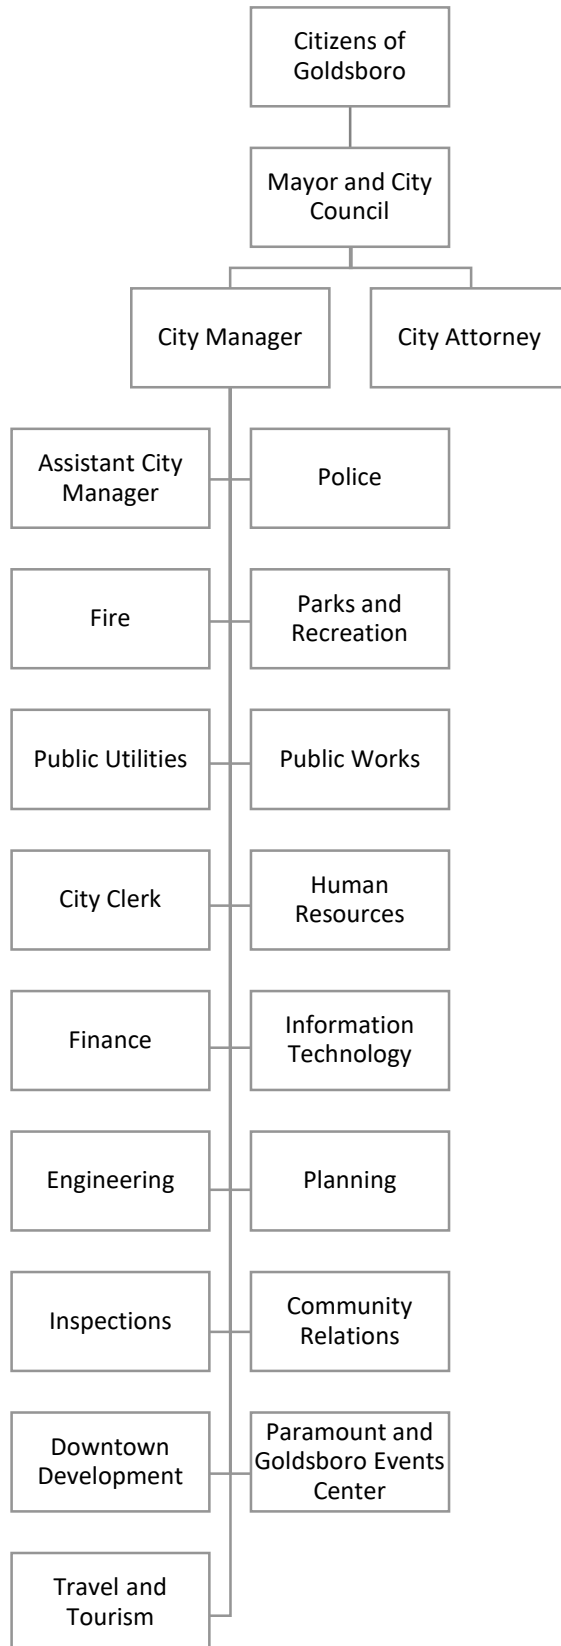 Citizens of
Goldsboro
Mayor and City
Council
City Manager
City Attorney
Assistant City
Manager
Police
Fire
Parks and
Recreation
Public Utilities
Public Works
City Clerk
Human
Resources
Finance
Information
Technology
Engineering
Planning
Inspections
Community
Relations
Downtown
Development
Paramount and
Goldsboro Events
Center
Travel and
Tourism